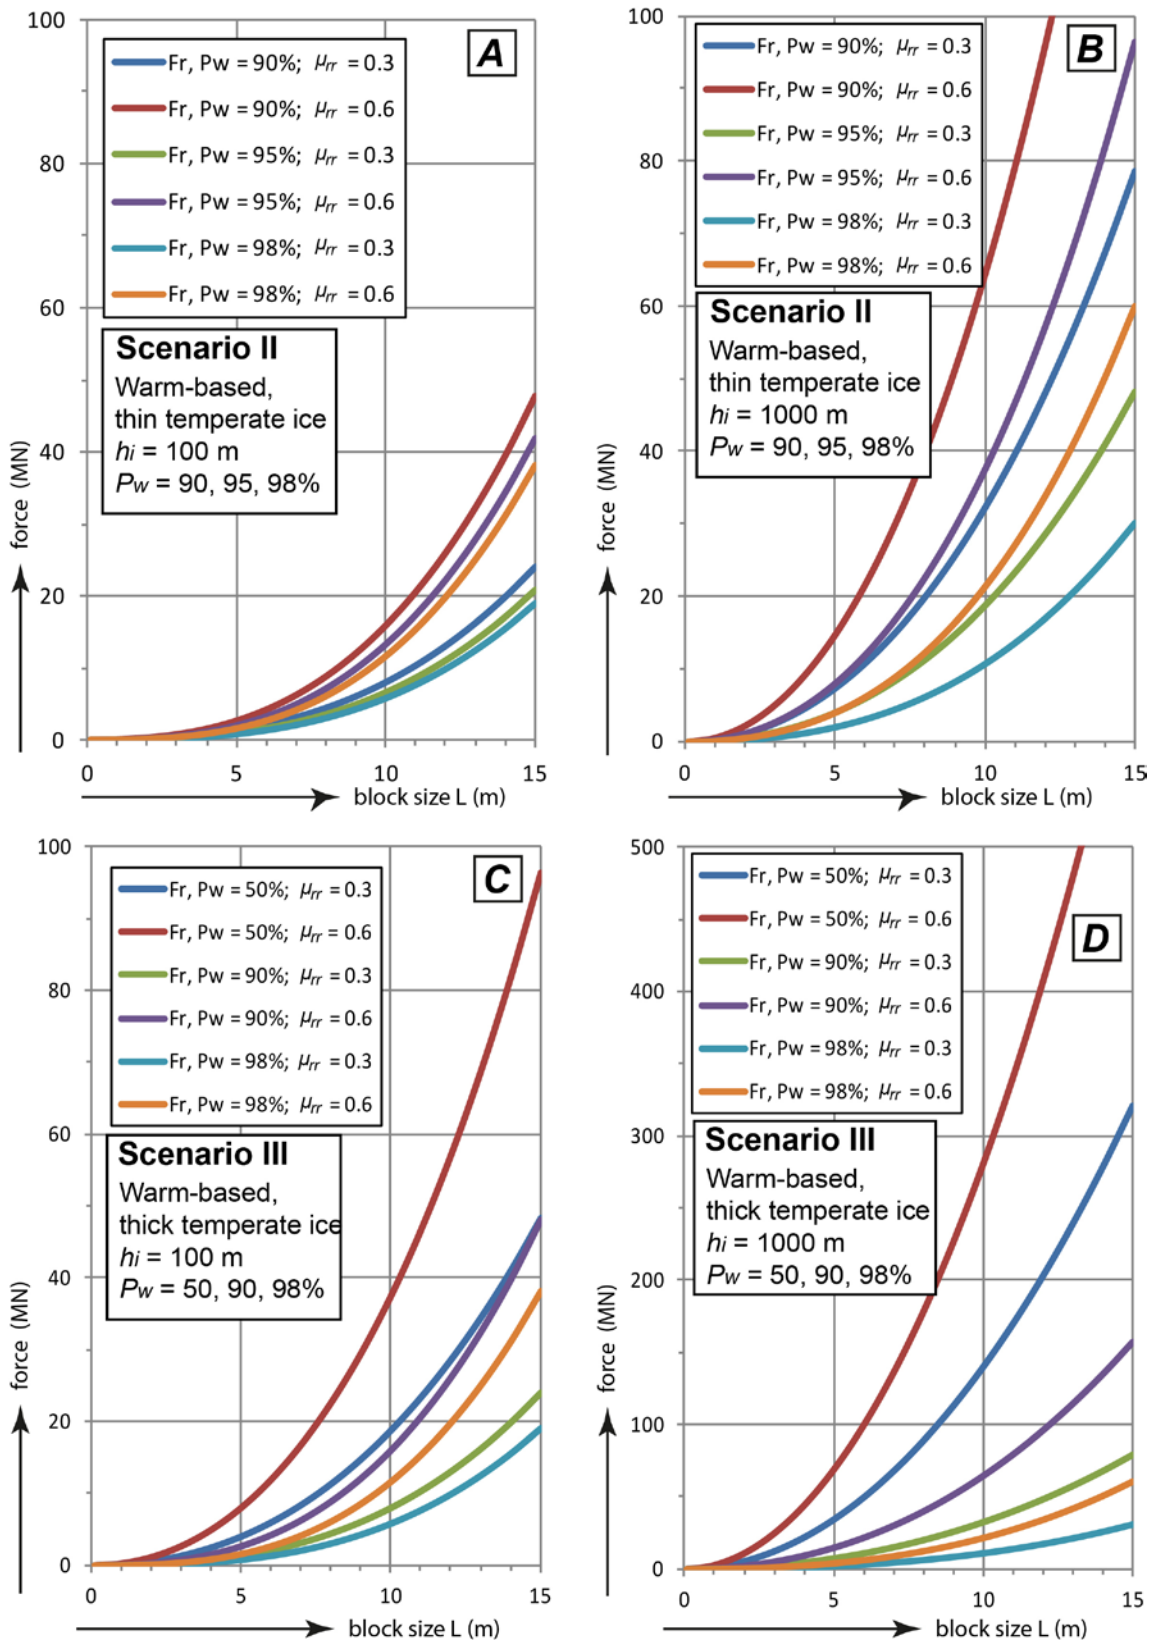 100
80
60
40
20
0
force (MN)
A
Fr, Pw = 90%; μrr = 0.3
Fr, Pw = 90%; μrr = 0.6
Fr, Pw = 95%; μrr = 0.3
Fr, Pw = 95%; μrr = 0.6
Fr, Pw = 98%; μrr = 0.3
Fr, Pw = 98%; μrr = 0.6
Scenario II
Warm-based,
thin temperate ice
hi = 100 m
Pw = 90, 95, 98%
0 5 10 15
block size L (m)
100
80
60
40
20
0
force (MN)
B
Fr, Pw = 90%; μrr = 0.3
Fr, Pw = 90%; μrr = 0.6
Fr, Pw = 95%; μrr = 0.3
Fr, Pw = 95%; μrr = 0.6
Fr, Pw = 98%; μrr = 0.3
Fr, Pw = 98%; μrr = 0.6
Scenario II
Warm-based,
thin temperate ice
hi = 1000 m
Pw = 90, 95, 98%
0 5 10 15
block size L (m)
100
80
60
40
20
0
force (MN)
C
Fr, Pw = 50%; μrr = 0.3
Fr, Pw = 50%; μrr = 0.6
Fr, Pw = 90%; μrr = 0.3
Fr, Pw = 90%; μrr = 0.6
Fr, Pw = 98%; μrr = 0.3
Fr, Pw = 98%; μrr = 0.6
Scenario III
Warm-based,
thick temperate ice
hi = 100 m
Pw = 50, 90, 98%
0 5 10 15
block size L (m)
500
400
300
200
100
0
force (MN)
D
Fr, Pw = 50%; μrr = 0.3
Fr, Pw = 50%; μrr = 0.6
Fr, Pw = 90%; μrr = 0.3
Fr, Pw = 90%; μrr = 0.6
Fr, Pw = 98%; μrr = 0.3
Fr, Pw = 98%; μrr = 0.6
Scenario III
Warm-based,
thick temperate ice
hi = 1000 m
Pw = 50, 90, 98%
0 5 10 15
block size L (m)